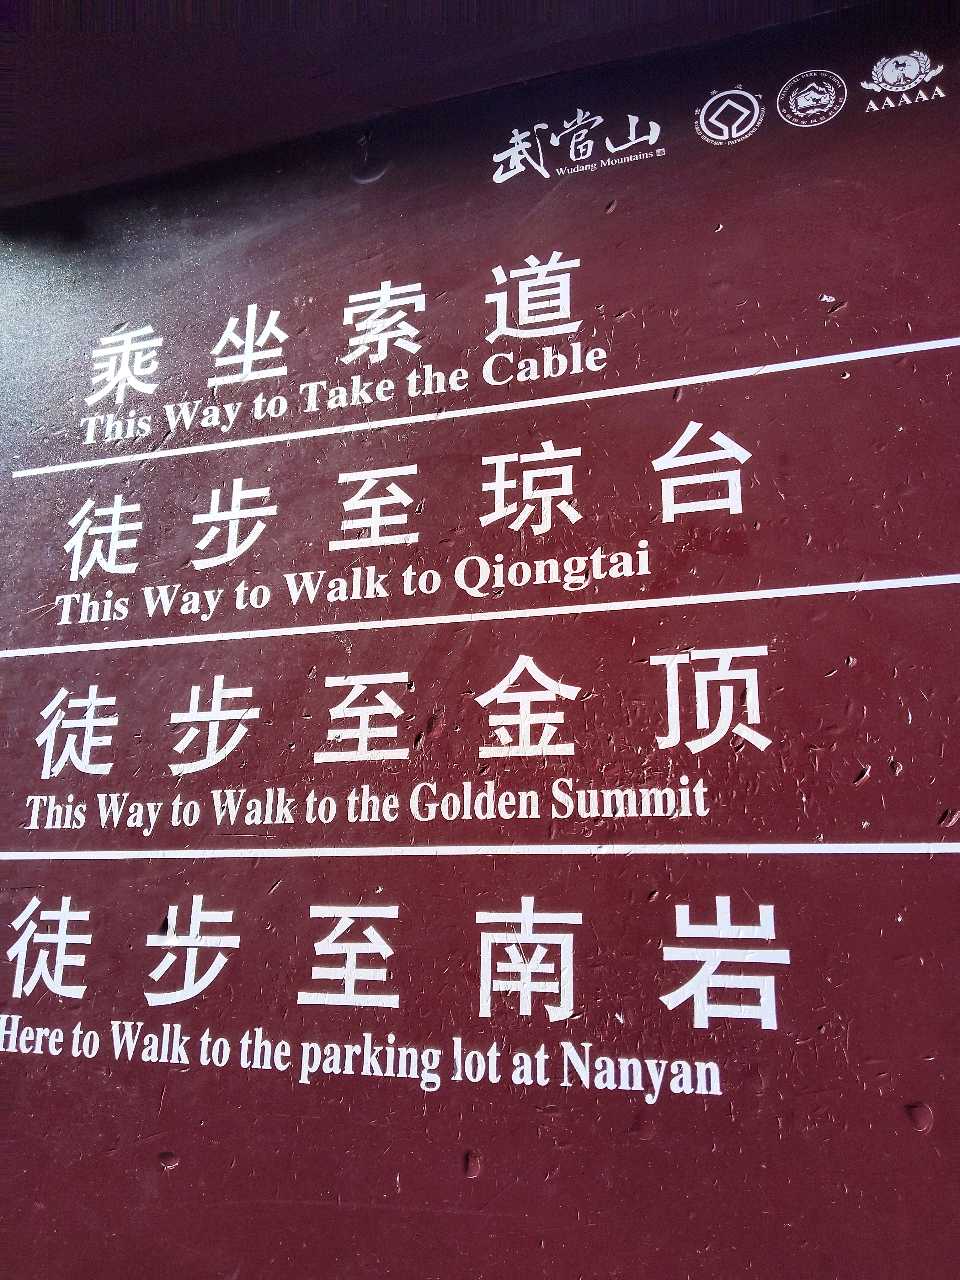 武當山
Wudang Mountains
AAAAA
乘坐索道
This Way to Take the Cable
徒步至琼台
This Way to Walk to Qiongtai
徒步至金顶
This Way to Walk to the Golden Summit
徒步至南岩
Here to Walk to the parking lot at Nanyan